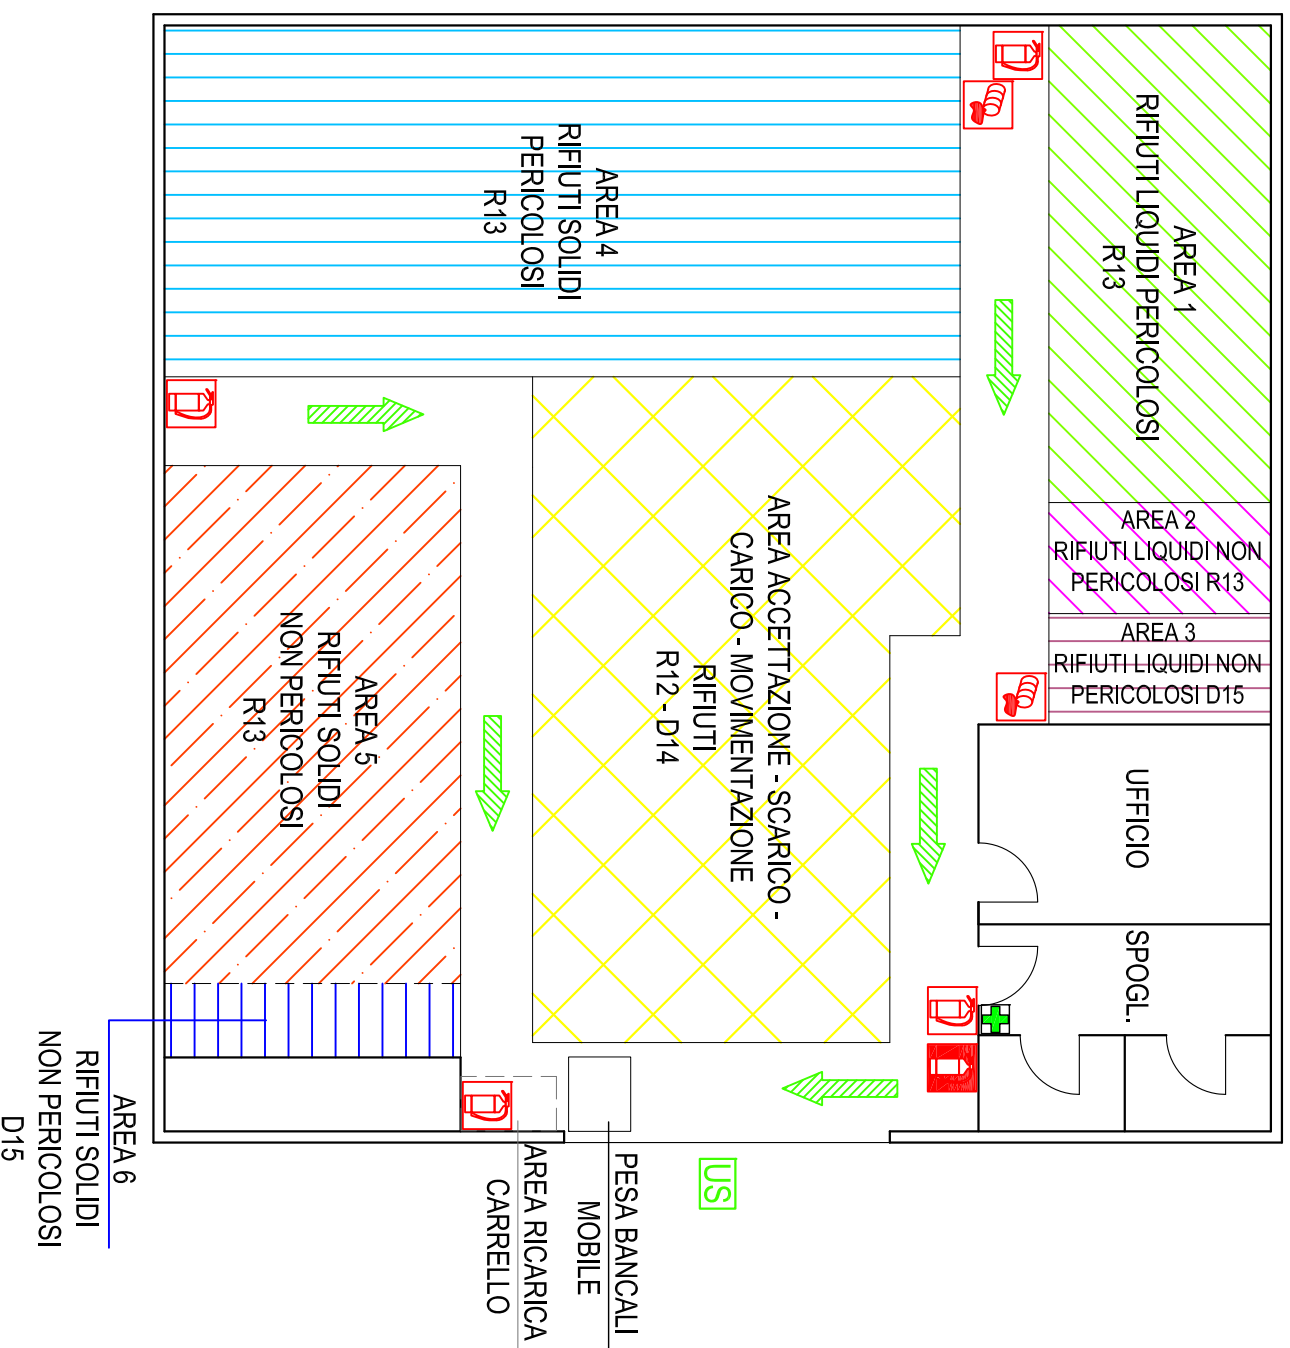 AREA 1
RIFIUTI LIQUIDI PERICOLOSI
R13
AREA 2
RIFIUTI LIQUIDI NON
PERICOLOSI R13
AREA 3
RIFIUTI LIQUIDI NON
PERICOLOSI D15
UFFICIO
SPOGL.
AREA 4
RIFIUTI SOLIDI
PERICOLOSI
R13
AREA ACCETTAZIONE - SCARICO -
CARICO - MOVIMENTAZIONE
RIFIUTI
R12 - D14
AREA 5
RIFIUTI SOLIDI
NON PERICOLOSI
R13
US
PESA BANCALI
MOBILE
AREA RICARICA
CARRELLO
AREA 6
RIFIUTI SOLIDI
NON PERICOLOSI
D15